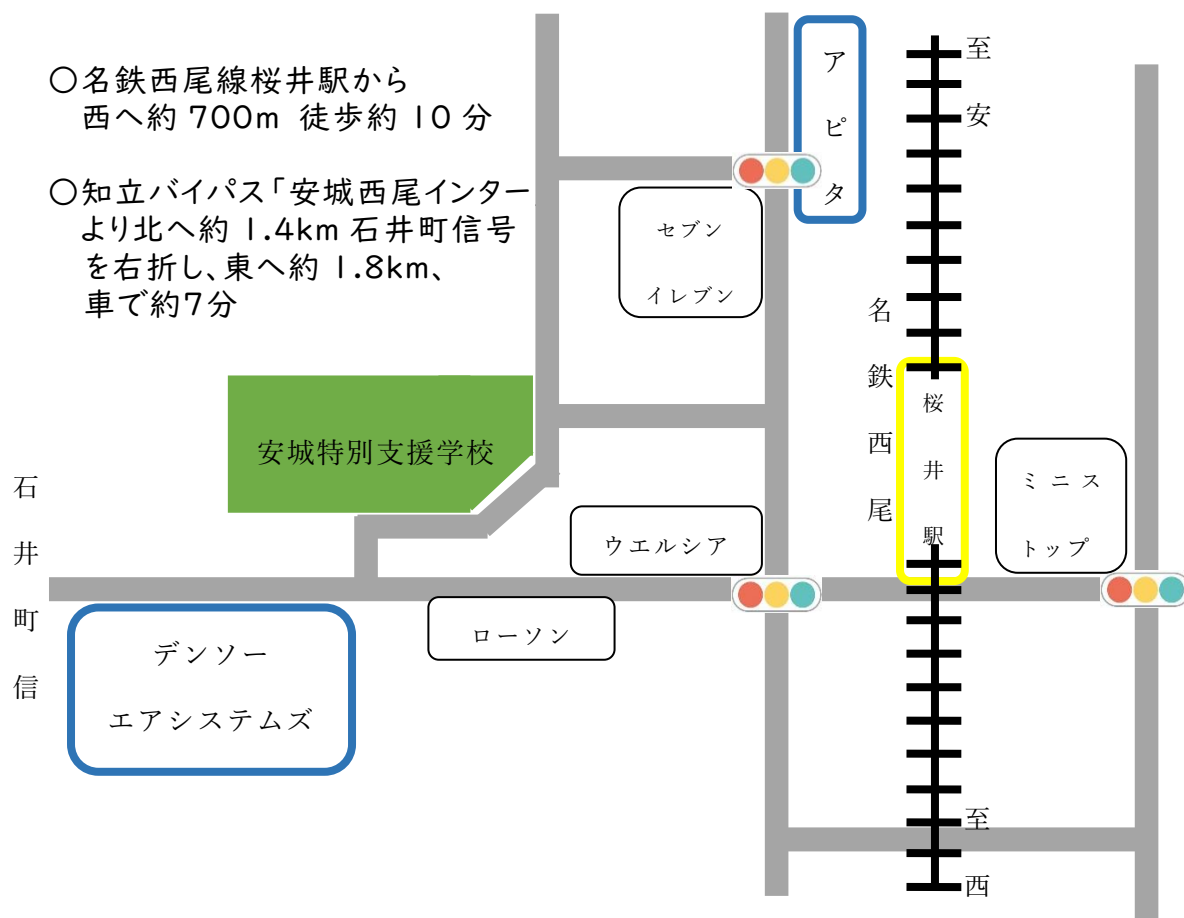 〇名鉄西尾線桜井駅から
西へ約 700m 徒歩約 10 分
〇知立バイパス「安城西尾インター
より北へ約 1.4km 石井町信号
を右折し、東へ約 1.8km、
車で約7分
アピタ
至安
セブン
イレブン
名鉄西尾
桜井駅
安城特別支援学校
ミニス
トップ
ウエルシア
石井町信
ローソン
デンソー
エアシステムズ
至西